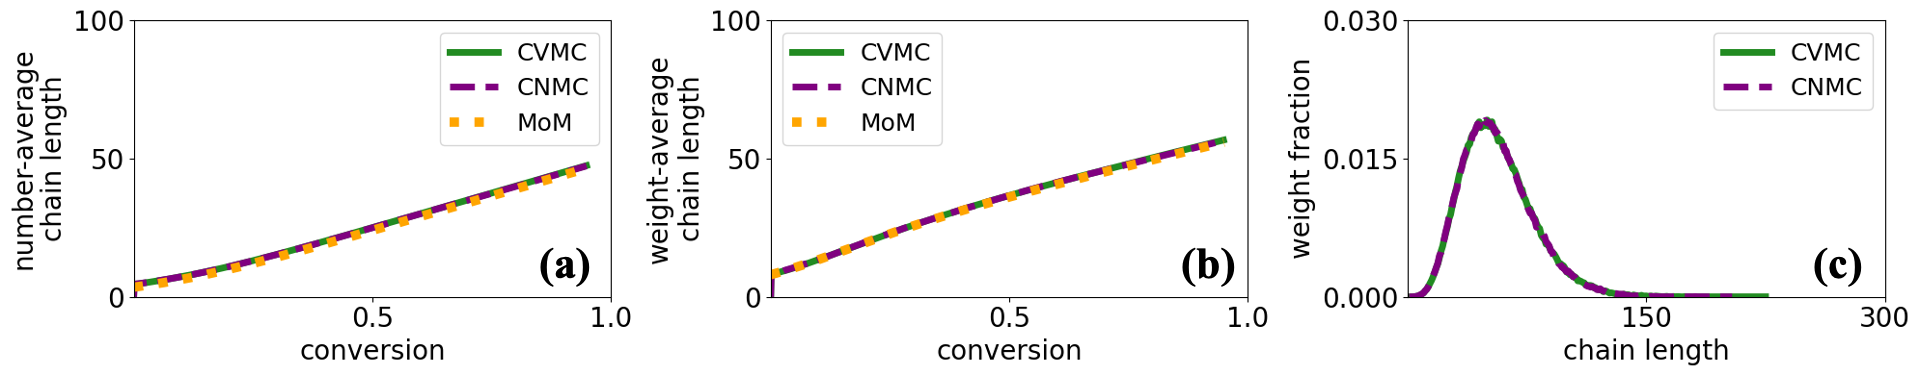 number-average
chain length
100
50
0
0.5
1.0
conversion
CVMC
CNMC
MoM
(a)
weight-average
chain length
100
50
0
0.5
1.0
conversion
CVMC
CNMC
MoM
(b)
weight fraction
0.030
0.015
0.000
150
300
chain length
CVMC
CNMC
(c)